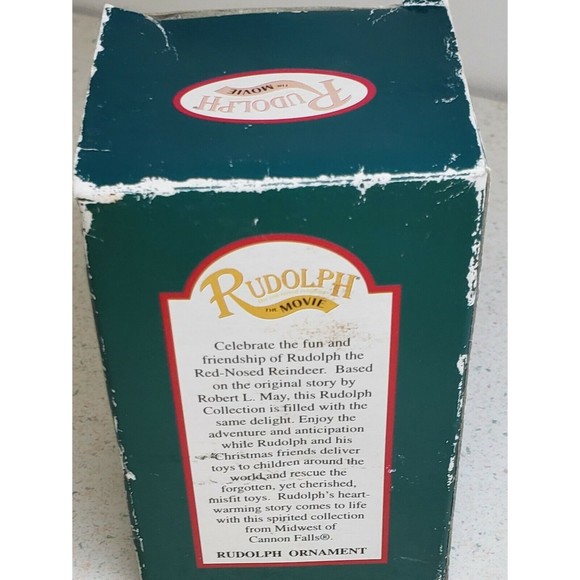 RUDOLPH
THE MOVIE
RUDOLPH
THE MOVIE
Celebrate the fun and
friendship of Rudolph the
Red-Nosed Reindeer. Based
on the original story by
Robert L. May, this Rudolph
Collection is filled with the
same delight. Enjoy the
adventure and anticipation
while Rudolph and his
Christmas friends deliver
toys to children around the
world and rescue the
forgotten, yet cherished,
misfit toys. Rudolph's heart-
warming story comes to life
with this spirited collection
from Midwest of
Cannon Falls®.
RUDOLPH ORNAMENT